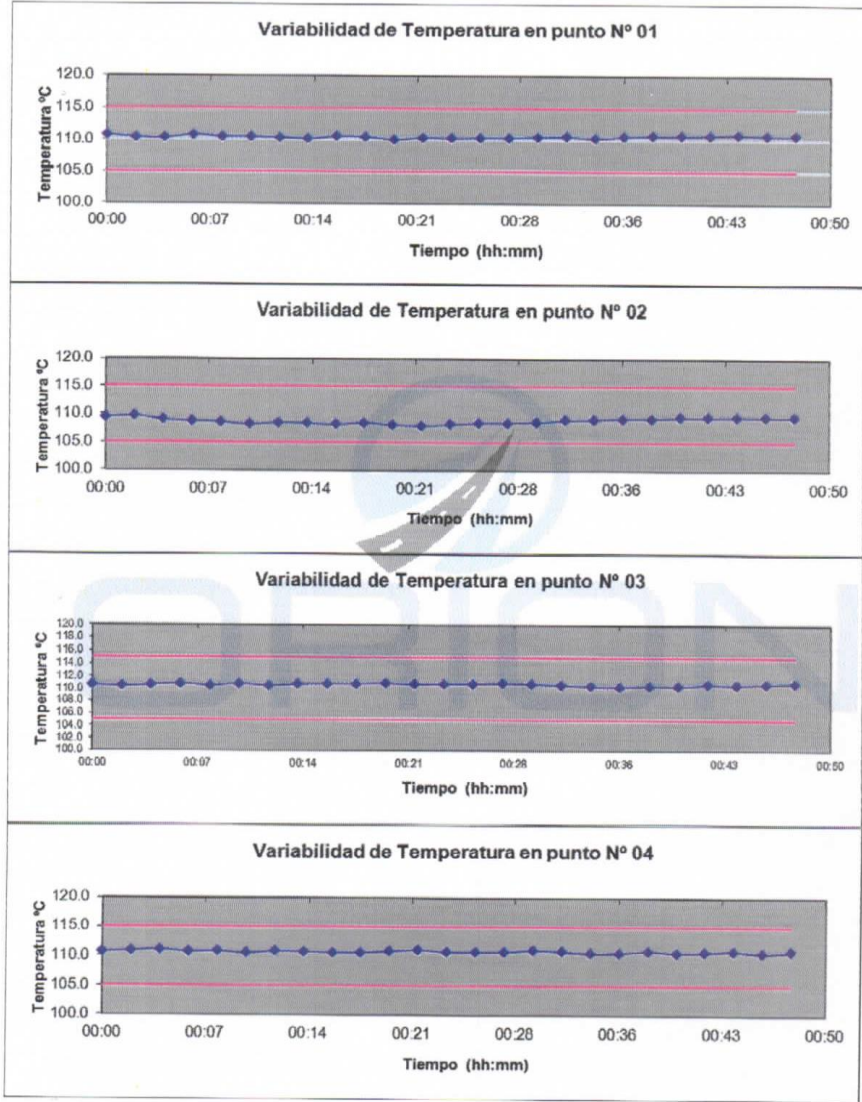 Variabilidad de Temperatura en punto Nº 01
Temperatura ºC
120.0
115.0
110.0
105.0
100.0
00:00 00:07 00:14 00:21 00:28 00:36 00:43 00:50
Tiempo (hh:mm)
Variabilidad de Temperatura en punto Nº 02
Temperatura ºC
120.0
115.0
110.0
105.0
100.0
00:00 00:07 00:14 00:21 00:28 00:36 00:43 00:50
Tiempo (hh:mm)
ORION
Variabilidad de Temperatura en punto Nº 03
Temperatura ºC
120.0
118.0
116.0
114.0
112.0
110.0
108.0
106.0
104.0
102.0
100.0
00:00 00:07 00:14 00:21 00:28 00:36 00:43 00:50
Tiempo (hh:mm)
Variabilidad de Temperatura en punto Nº 04
Temperatura ºC
120.0
115.0
110.0
105.0
100.0
00:00 00:07 00:14 00:21 00:28 00:36 00:43 00:50
Tiempo (hh:mm)